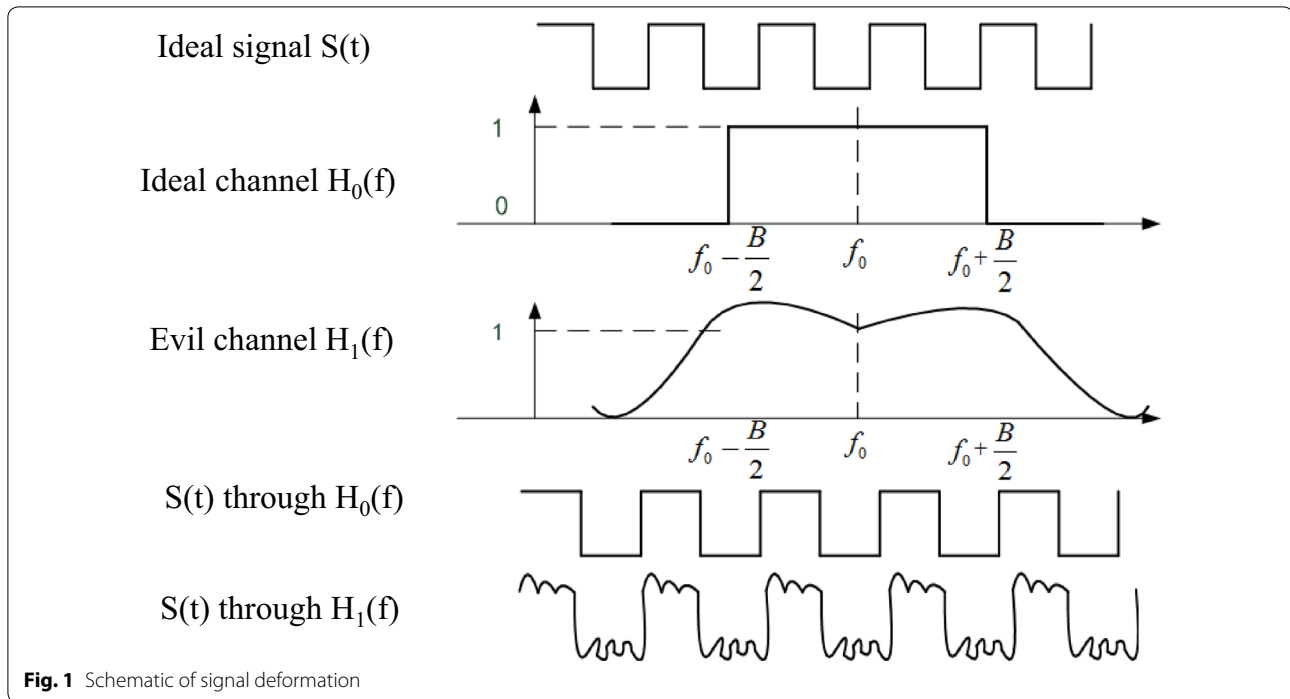 Ideal signal S(t)
1
Ideal channel H₀(f)
0
f₀ − B/2 f₀ f₀ + B/2
Evil channel H₁(f)
1
f₀ − B/2 f₀ f₀ + B/2
S(t) through H₀(f)
S(t) through H₁(f)
Fig. 1 Schematic of signal deformation